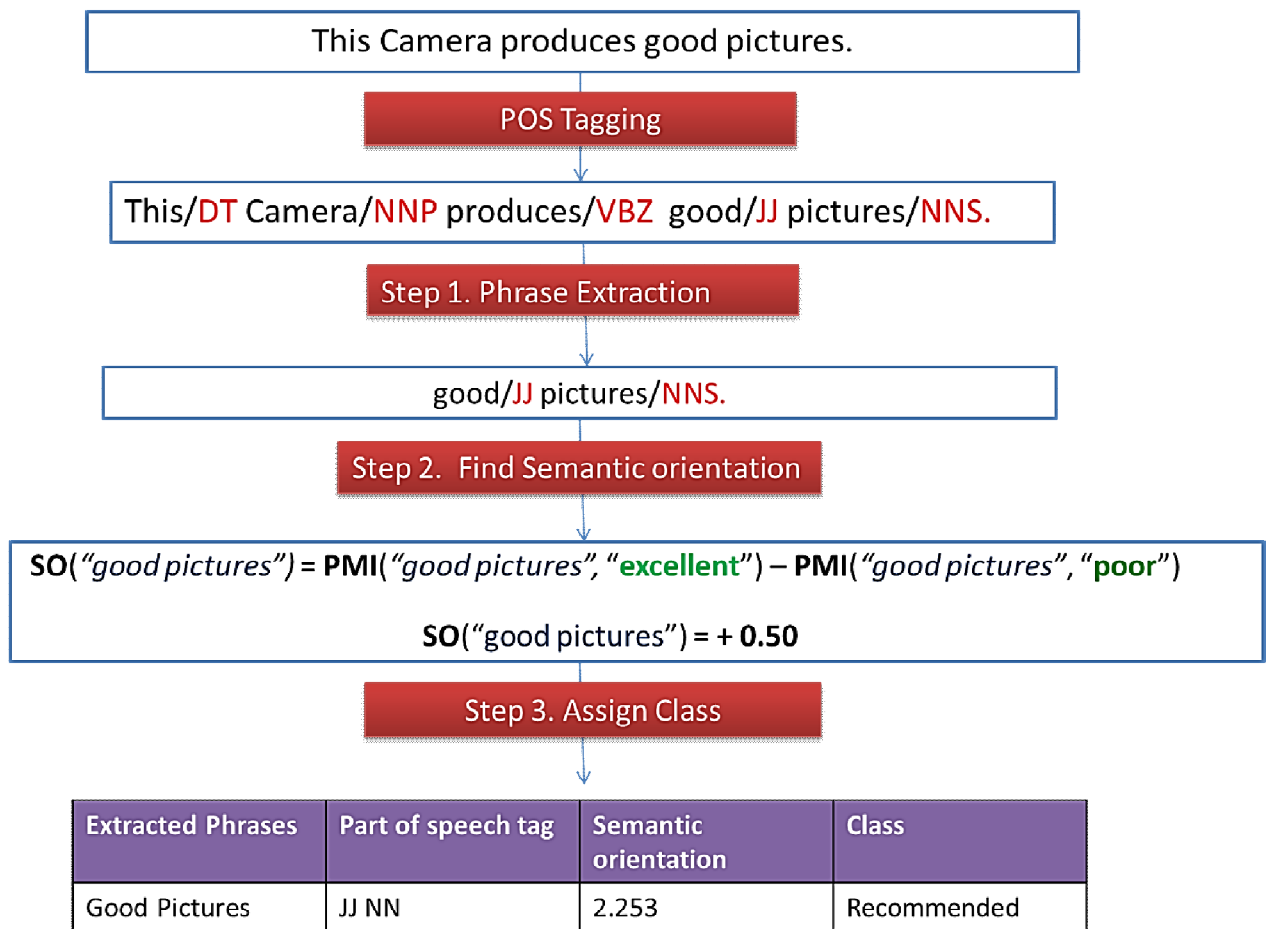 This Camera produces good pictures.
POS Tagging
This/DT Camera/NNP produces/VBZ good/JJ pictures/NNS.
Step 1. Phrase Extraction
good/JJ pictures/NNS.
Step 2. Find Semantic orientation
SO(“good pictures”) = PMI(“good pictures”, “excellent”) – PMI(“good pictures”, “poor”)
SO(“good pictures”) = + 0.50
Step 3. Assign Class
Extracted Phrases Part of speech tag Semantic orientation Class
Good Pictures JJ NN 2.253 Recommended